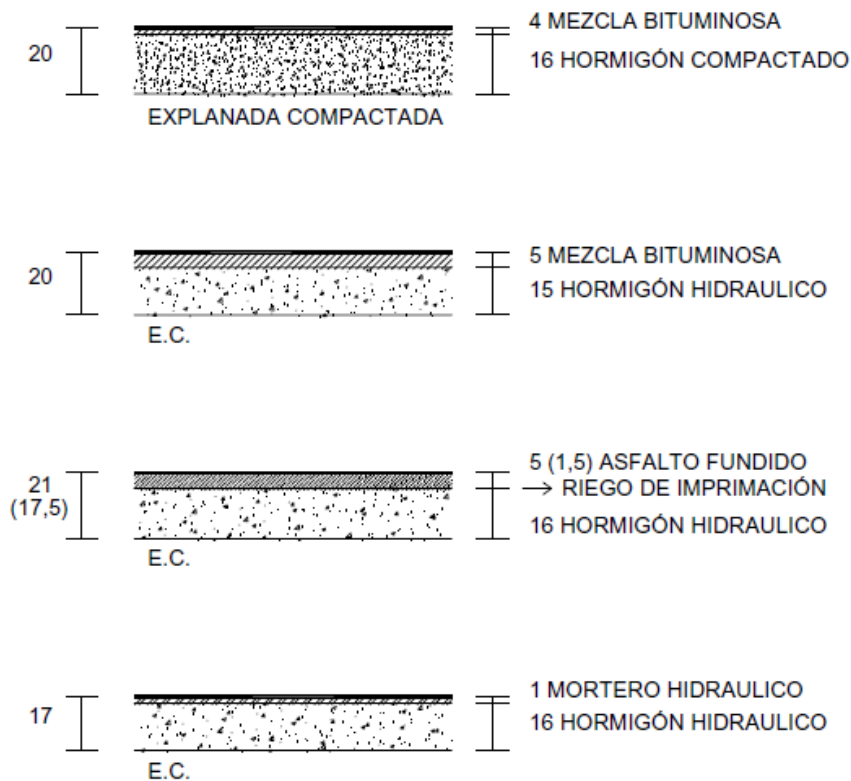 4 MEZCLA BITUMINOSA
20
16 HORMIGÓN COMPACTADO
EXPLANADA COMPACTADA
5 MEZCLA BITUMINOSA
20
15 HORMIGÓN HIDRAULICO
E.C.
5 (1,5) ASFALTO FUNDIDO
21
(17,5)
→ RIEGO DE IMPRIMACIÓN
16 HORMIGÓN HIDRAULICO
E.C.
1 MORTERO HIDRAULICO
17
16 HORMIGÓN HIDRAULICO
E.C.